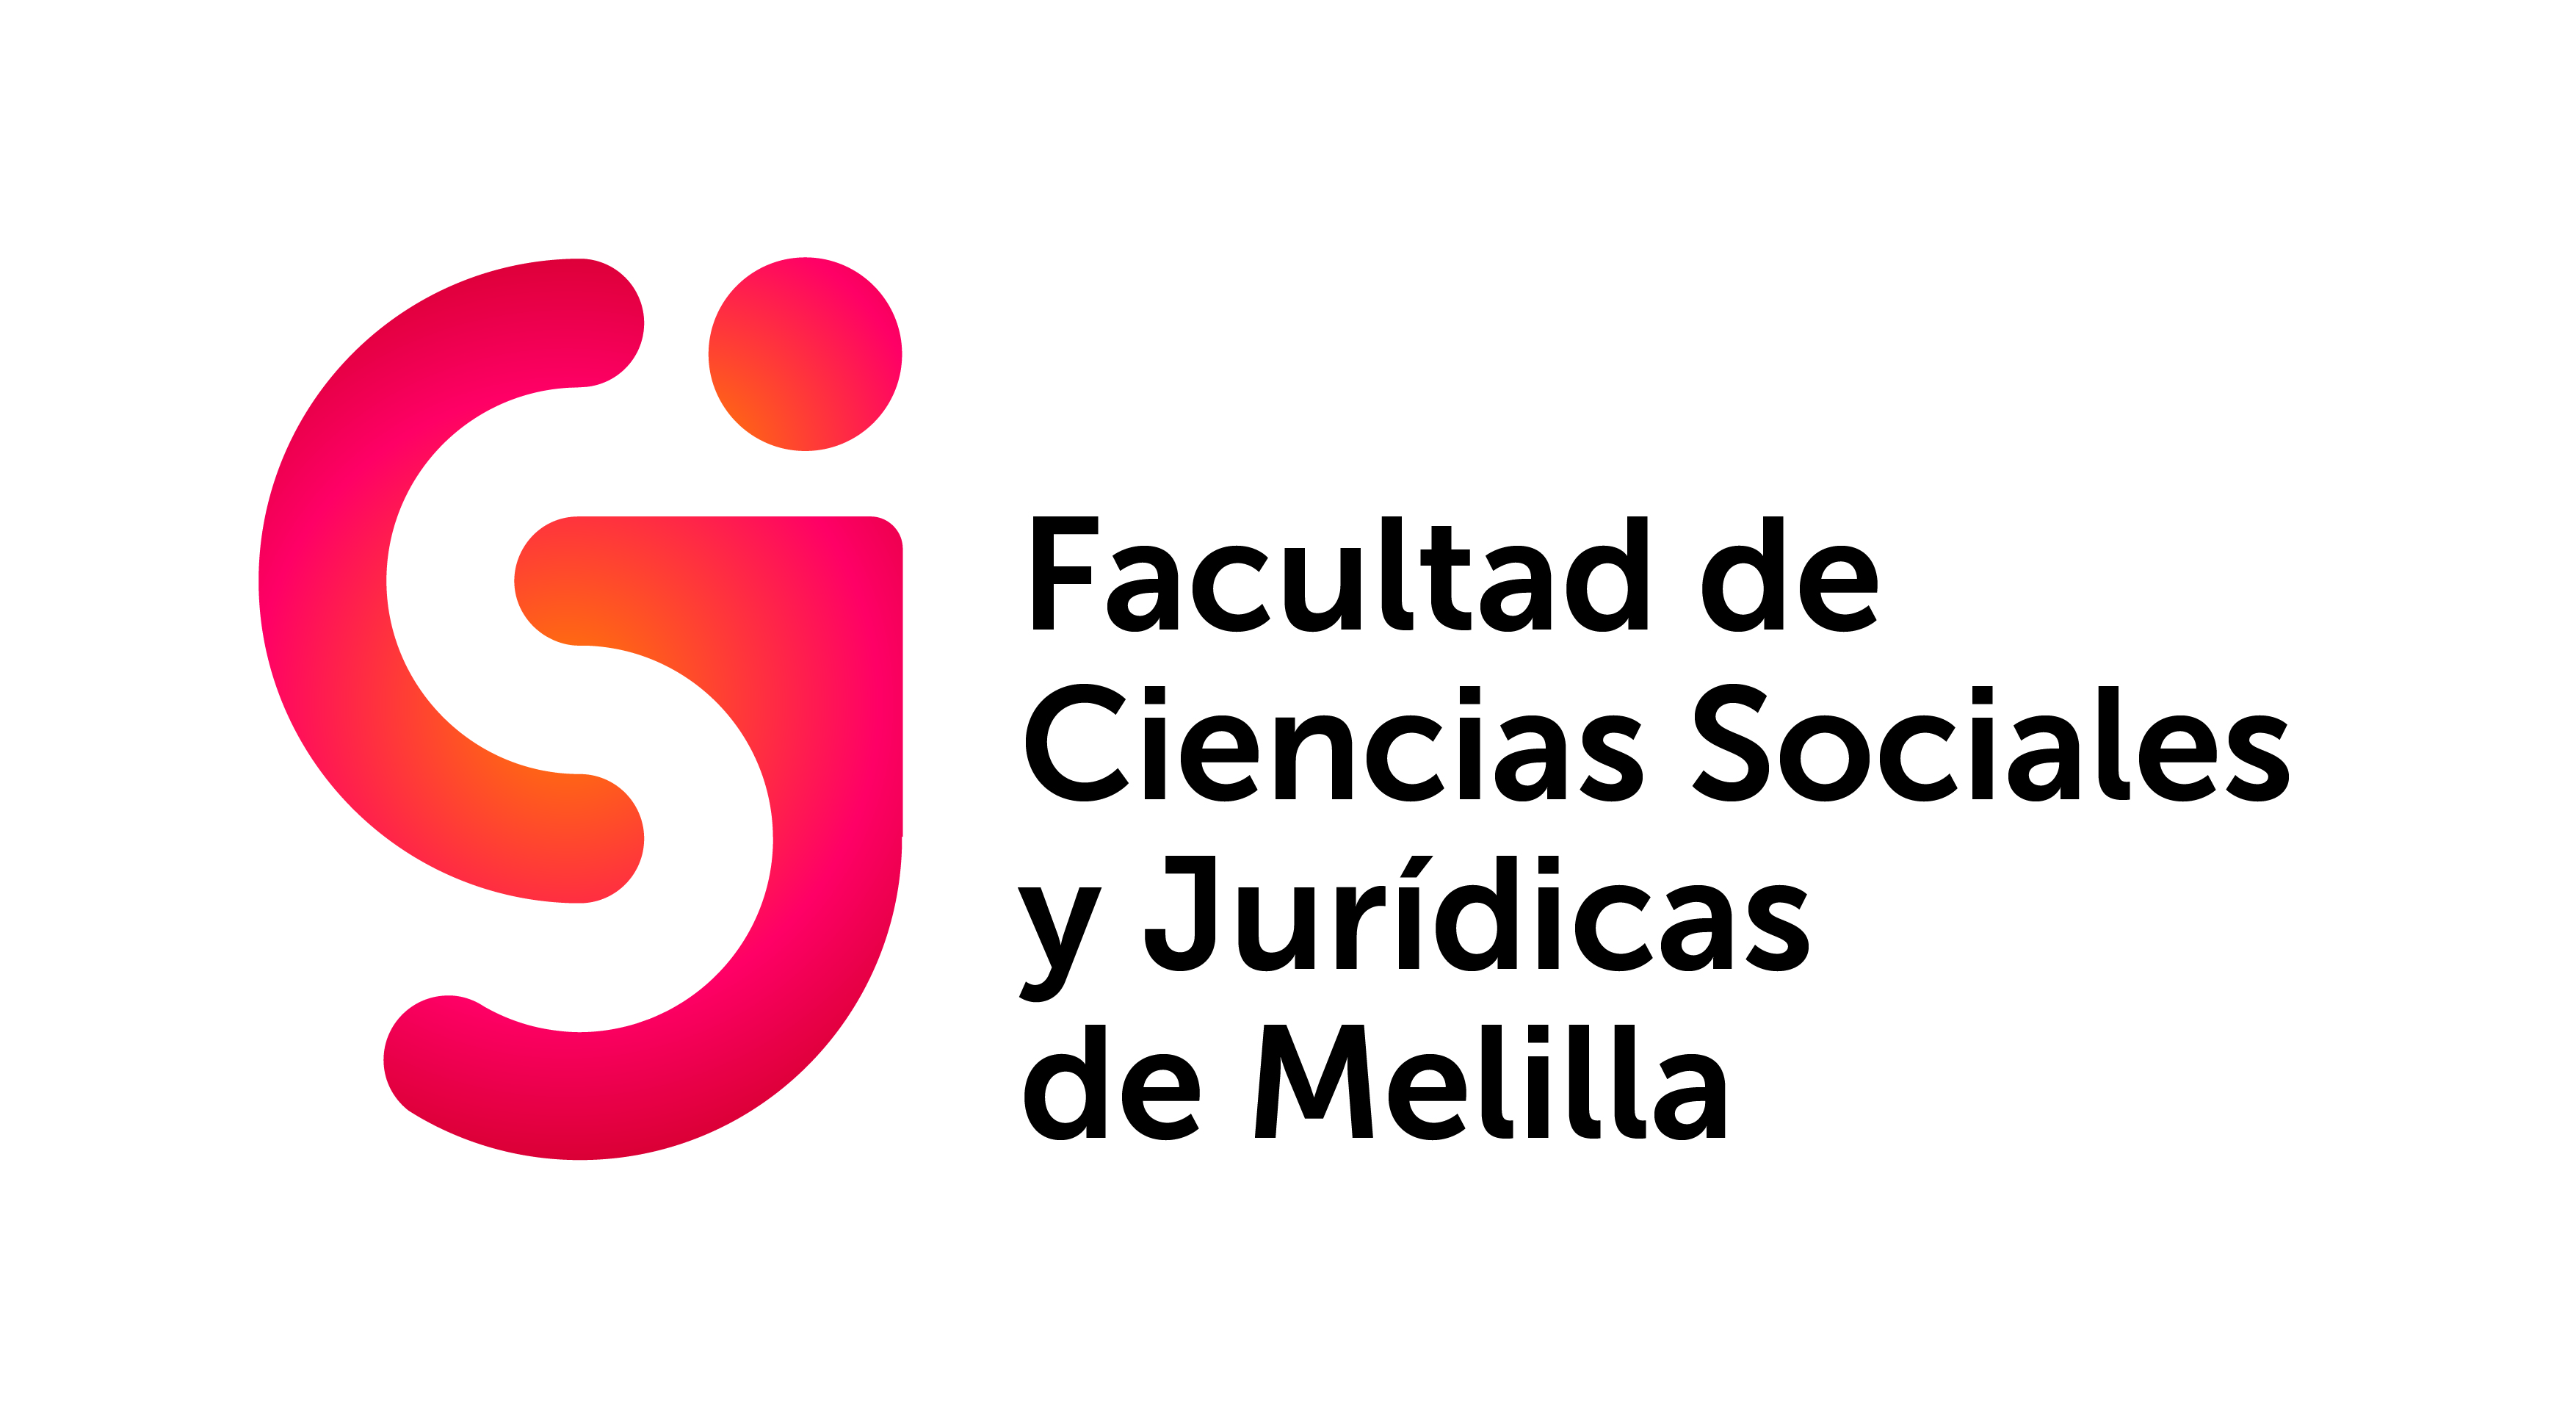 Facultad de
Ciencias Sociales
y Jurídicas
de Melilla